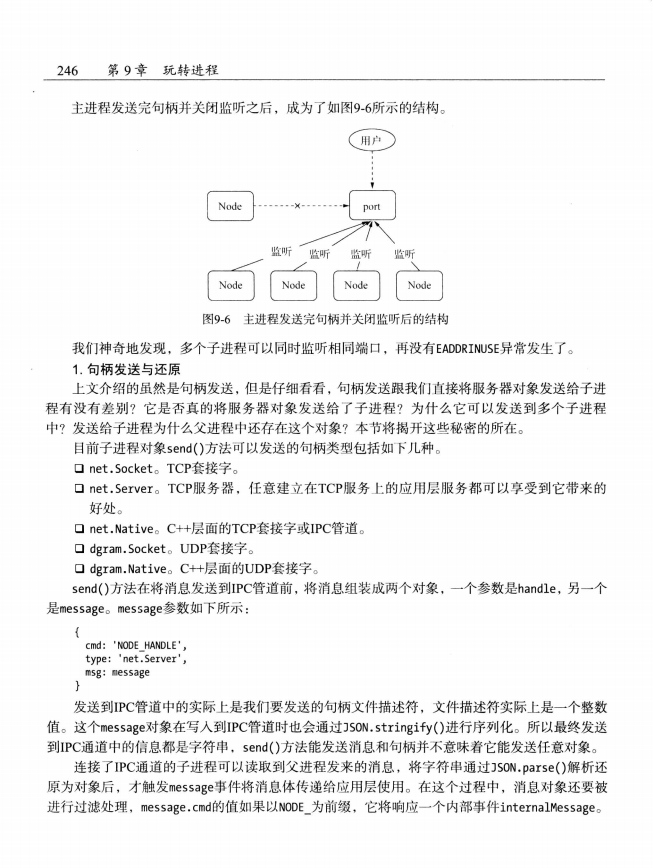 246 第9章 玩转进程
主进程发送完句柄并关闭监听之后，成为了如图9-6所示的结构。
用户
Node
×
port
监听
监听
监听
监听
Node
Node
Node
Node
图9-6 主进程发送完句柄并关闭监听后的结构
我们神奇地发现，多个子进程可以同时监听相同端口，再没有EADDRINUSE异常发生了。
1. 句柄发送与还原
上文介绍的虽然是句柄发送，但是仔细看看，句柄发送跟我们直接将服务器对象发送给子进
程有没有差别？它是否真的将服务器对象发送给了子进程？为什么它可以发送到多个子进程
中？发送给子进程为什么父进程中还存在这个对象？本节将揭开这些秘密的所在。
目前子进程对象send()方法可以发送的句柄类型包括如下几种。
❑ net.Socket。TCP套接字。
❑ net.Server。TCP服务器，任意建立在TCP服务上的应用层服务都可以享受到它带来的
好处。
❑ net.Native。C++层面的TCP套接字或IPC管道。
❑ dgram.Socket。UDP套接字。
❑ dgram.Native。C++层面的UDP套接字。
send()方法在将消息发送到IPC管道前，将消息组装成两个对象，一个参数是handle，另一个
是message。message参数如下所示：
{
cmd: 'NODE_HANDLE',
type: 'net.Server',
msg: message
}
发送到IPC管道中的实际上是我们要发送的句柄文件描述符，文件描述符实际上是一个整数
值。这个message对象在写入到IPC管道时也会通过JSON.stringify()进行序列化。所以最终发送
到IPC通道中的信息都是字符串，send()方法能发送消息和句柄并不意味着它能发送任意对象。
连接了IPC通道的子进程可以读取到父进程发来的消息，将字符串通过JSON.parse()解析还
原为对象后，才触发message事件将消息体传递给应用层使用。在这个过程中，消息对象还要被
进行过滤处理，message.cmd的值如果以NODE_为前缀，它将响应一个内部事件internalMessage。